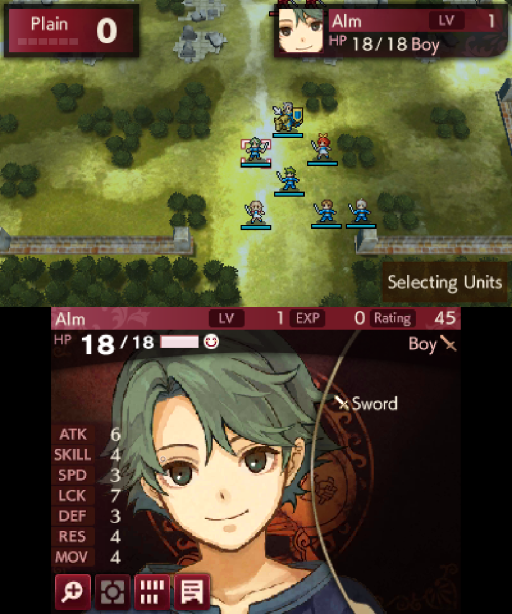 Plain 0
Alm LV 1
HP 18/18 Boy
Selecting Units
Alm LV 1 EXP 0 Rating 45
HP 18/18 Boy
Sword
ATK 6
SKILL 4
SPD 3
LCK 7
DEF 3
RES 4
MOV 4